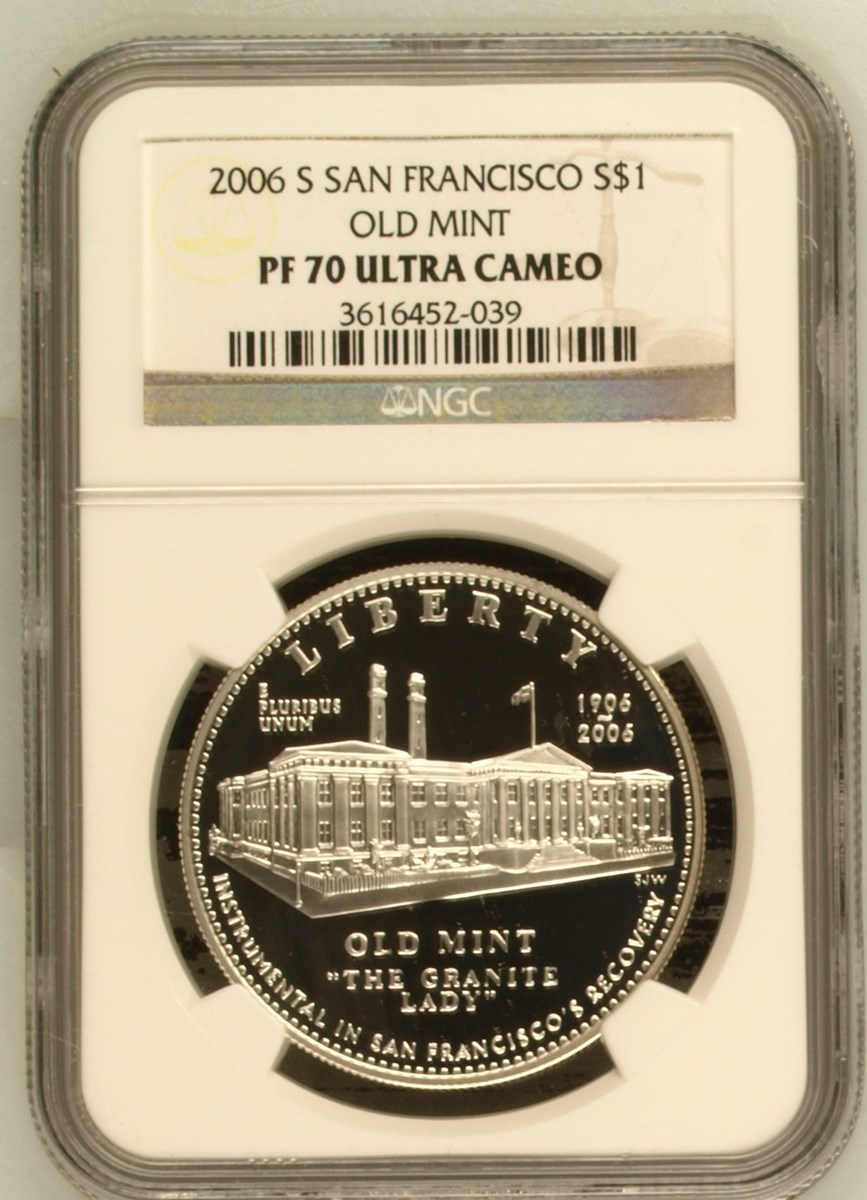 2006 S SAN FRANCISCO S$1
OLD MINT
PF 70 ULTRA CAMEO
3616452-039
NGC
LIBERTY
E
PLURIBUS
UNUM
1906
2006
SJW
OLD MINT
"THE GRANITE
LADY"
INSTRUMENTAL IN SAN FRANCISCO'S RECOVERY